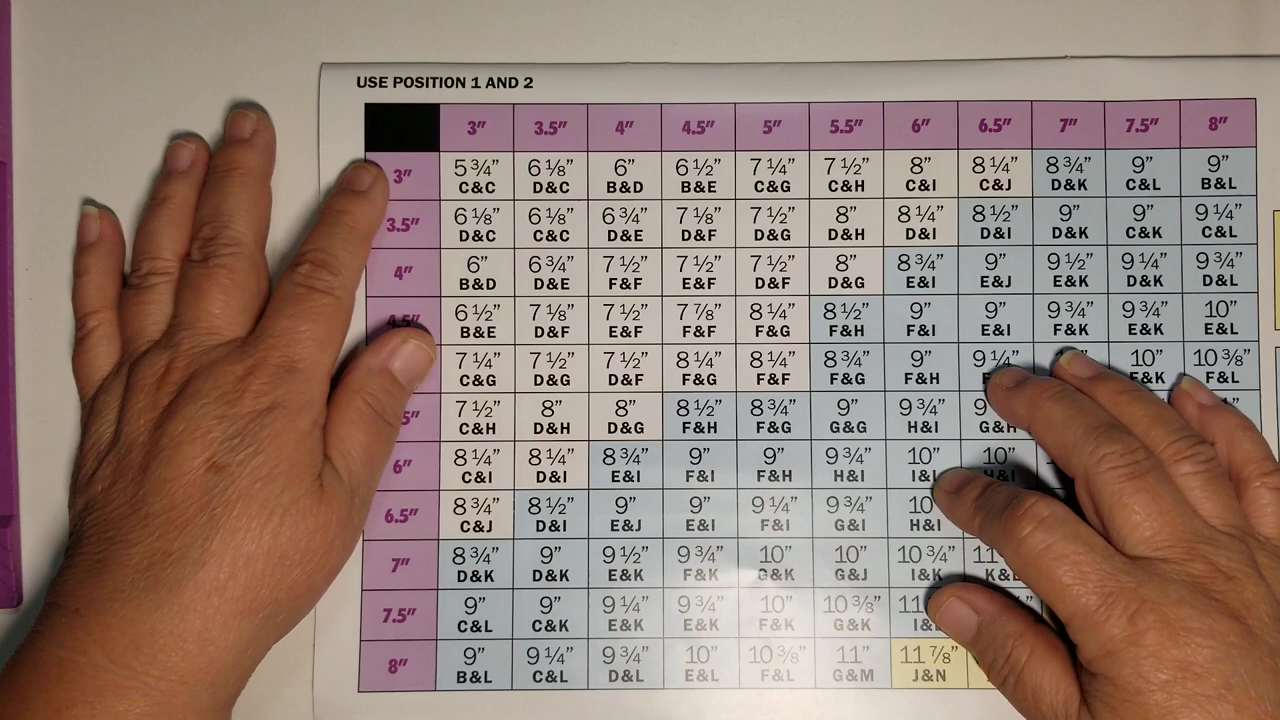 USE POSITION 1 AND 2
3” 3.5” 4” 4.5” 5” 5.5” 6” 6.5” 7” 7.5” 8”
3” 5 ¾” 6 ⅛” 6” 6 ½” 7 ¼” 7 ½” 8” 8 ¼” 8 ¾” 9” 9”
C&C D&C B&D B&E C&G C&H C&I C&J D&K C&L B&L
3.5” 6 ⅛” 6 ⅛” 6 ¾” 7 ⅛” 7 ½” 8” 8 ¼” 8 ½” 9” 9” 9 ¼”
D&C C&C D&E D&F D&G D&H D&I D&I D&K C&K C&L
4” 6” 6 ¾” 7 ½” 7 ½” 7 ½” 8” 8 ¾” 9” 9 ½” 9 ¼” 9 ¾”
B&D D&E F&F E&F D&F D&G E&I E&J E&K D&K D&L
4.5” 6 ½” 7 ⅛” 7 ½” 7 ⅞” 8 ¼” 8 ½” 9” 9” 9 ¾” 9 ¾” 10”
B&E D&F E&F F&F F&G F&H F&I E&I F&K E&K E&L
7 ¼” 7 ½” 7 ½” 8 ¼” 8 ¼” 8 ¾” 9” 9 ¼” 10” 10 ⅜”
C&G D&G D&F F&G F&F F&G F&H F&K F&L
7 ½” 8” 8” 8 ½” 8 ¾” 9” 9 ¾” 9
C&H D&H D&G F&H F&G G&G H&I G&H
6” 8 ¼” 8 ¼” 8 ¾” 9” 9” 9 ¾” 10” 10”
C&I D&I E&I F&I F&H H&I H&I
6.5” 8 ¾” 8 ½” 9” 9” 9 ¼” 9 ¾” 10
C&J D&I E&J E&I F&I G&I H&I
7” 8 ¾” 9” 9 ½” 9 ¾” 10” 10” 10 ¾” 11
D&K D&K E&K F&K G&K G&J I&K
7.5” 9” 9” 9 ¼” 9 ¾” 10” 10 ⅜” 11
C&L C&K E&K E&K F&K G&K
8” 9” 9 ¼” 9 ¾” 10” 10 ⅜” 11” 11 ⅞”
B&L C&L D&L E&L F&L G&M J&N